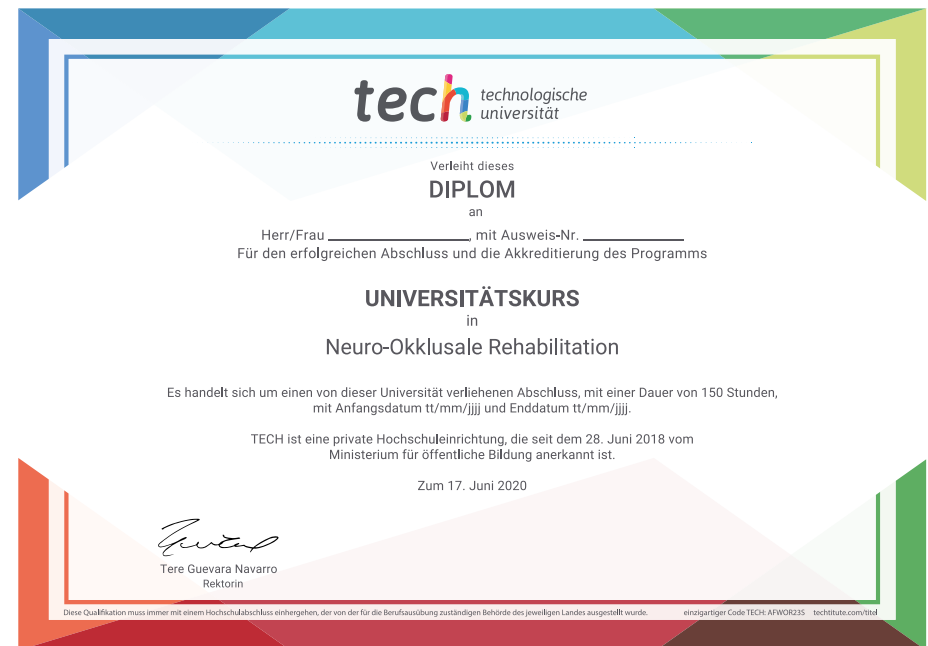 tech technologische
universität
Verleiht dieses
DIPLOM
an
Herr/Frau ____________, mit Ausweis-Nr. ____________
Für den erfolgreichen Abschluss und die Akkreditierung des Programms
UNIVERSITÄTSKURS
in
Neuro-Okklusale Rehabilitation
Es handelt sich um einen von dieser Universität verliehenen Abschluss, mit einer Dauer von 150 Stunden,
mit Anfangsdatum tt/mm/jjjj und Enddatum tt/mm/jjjj.
TECH ist eine private Hochschuleinrichtung, die seit dem 28. Juni 2018 vom
Ministerium für öffentliche Bildung anerkannt ist.
Zum 17. Juni 2020
Tere Guevara Navarro
Rektorin
Diese Qualifikation muss immer mit einem Hochschulabschluss einhergehen, der von der für die Berufsausübung zuständigen Behörde des jeweiligen Landes ausgestellt wurde. einzigartiger Code TECH: AFWOR23S techtitute.com/titel